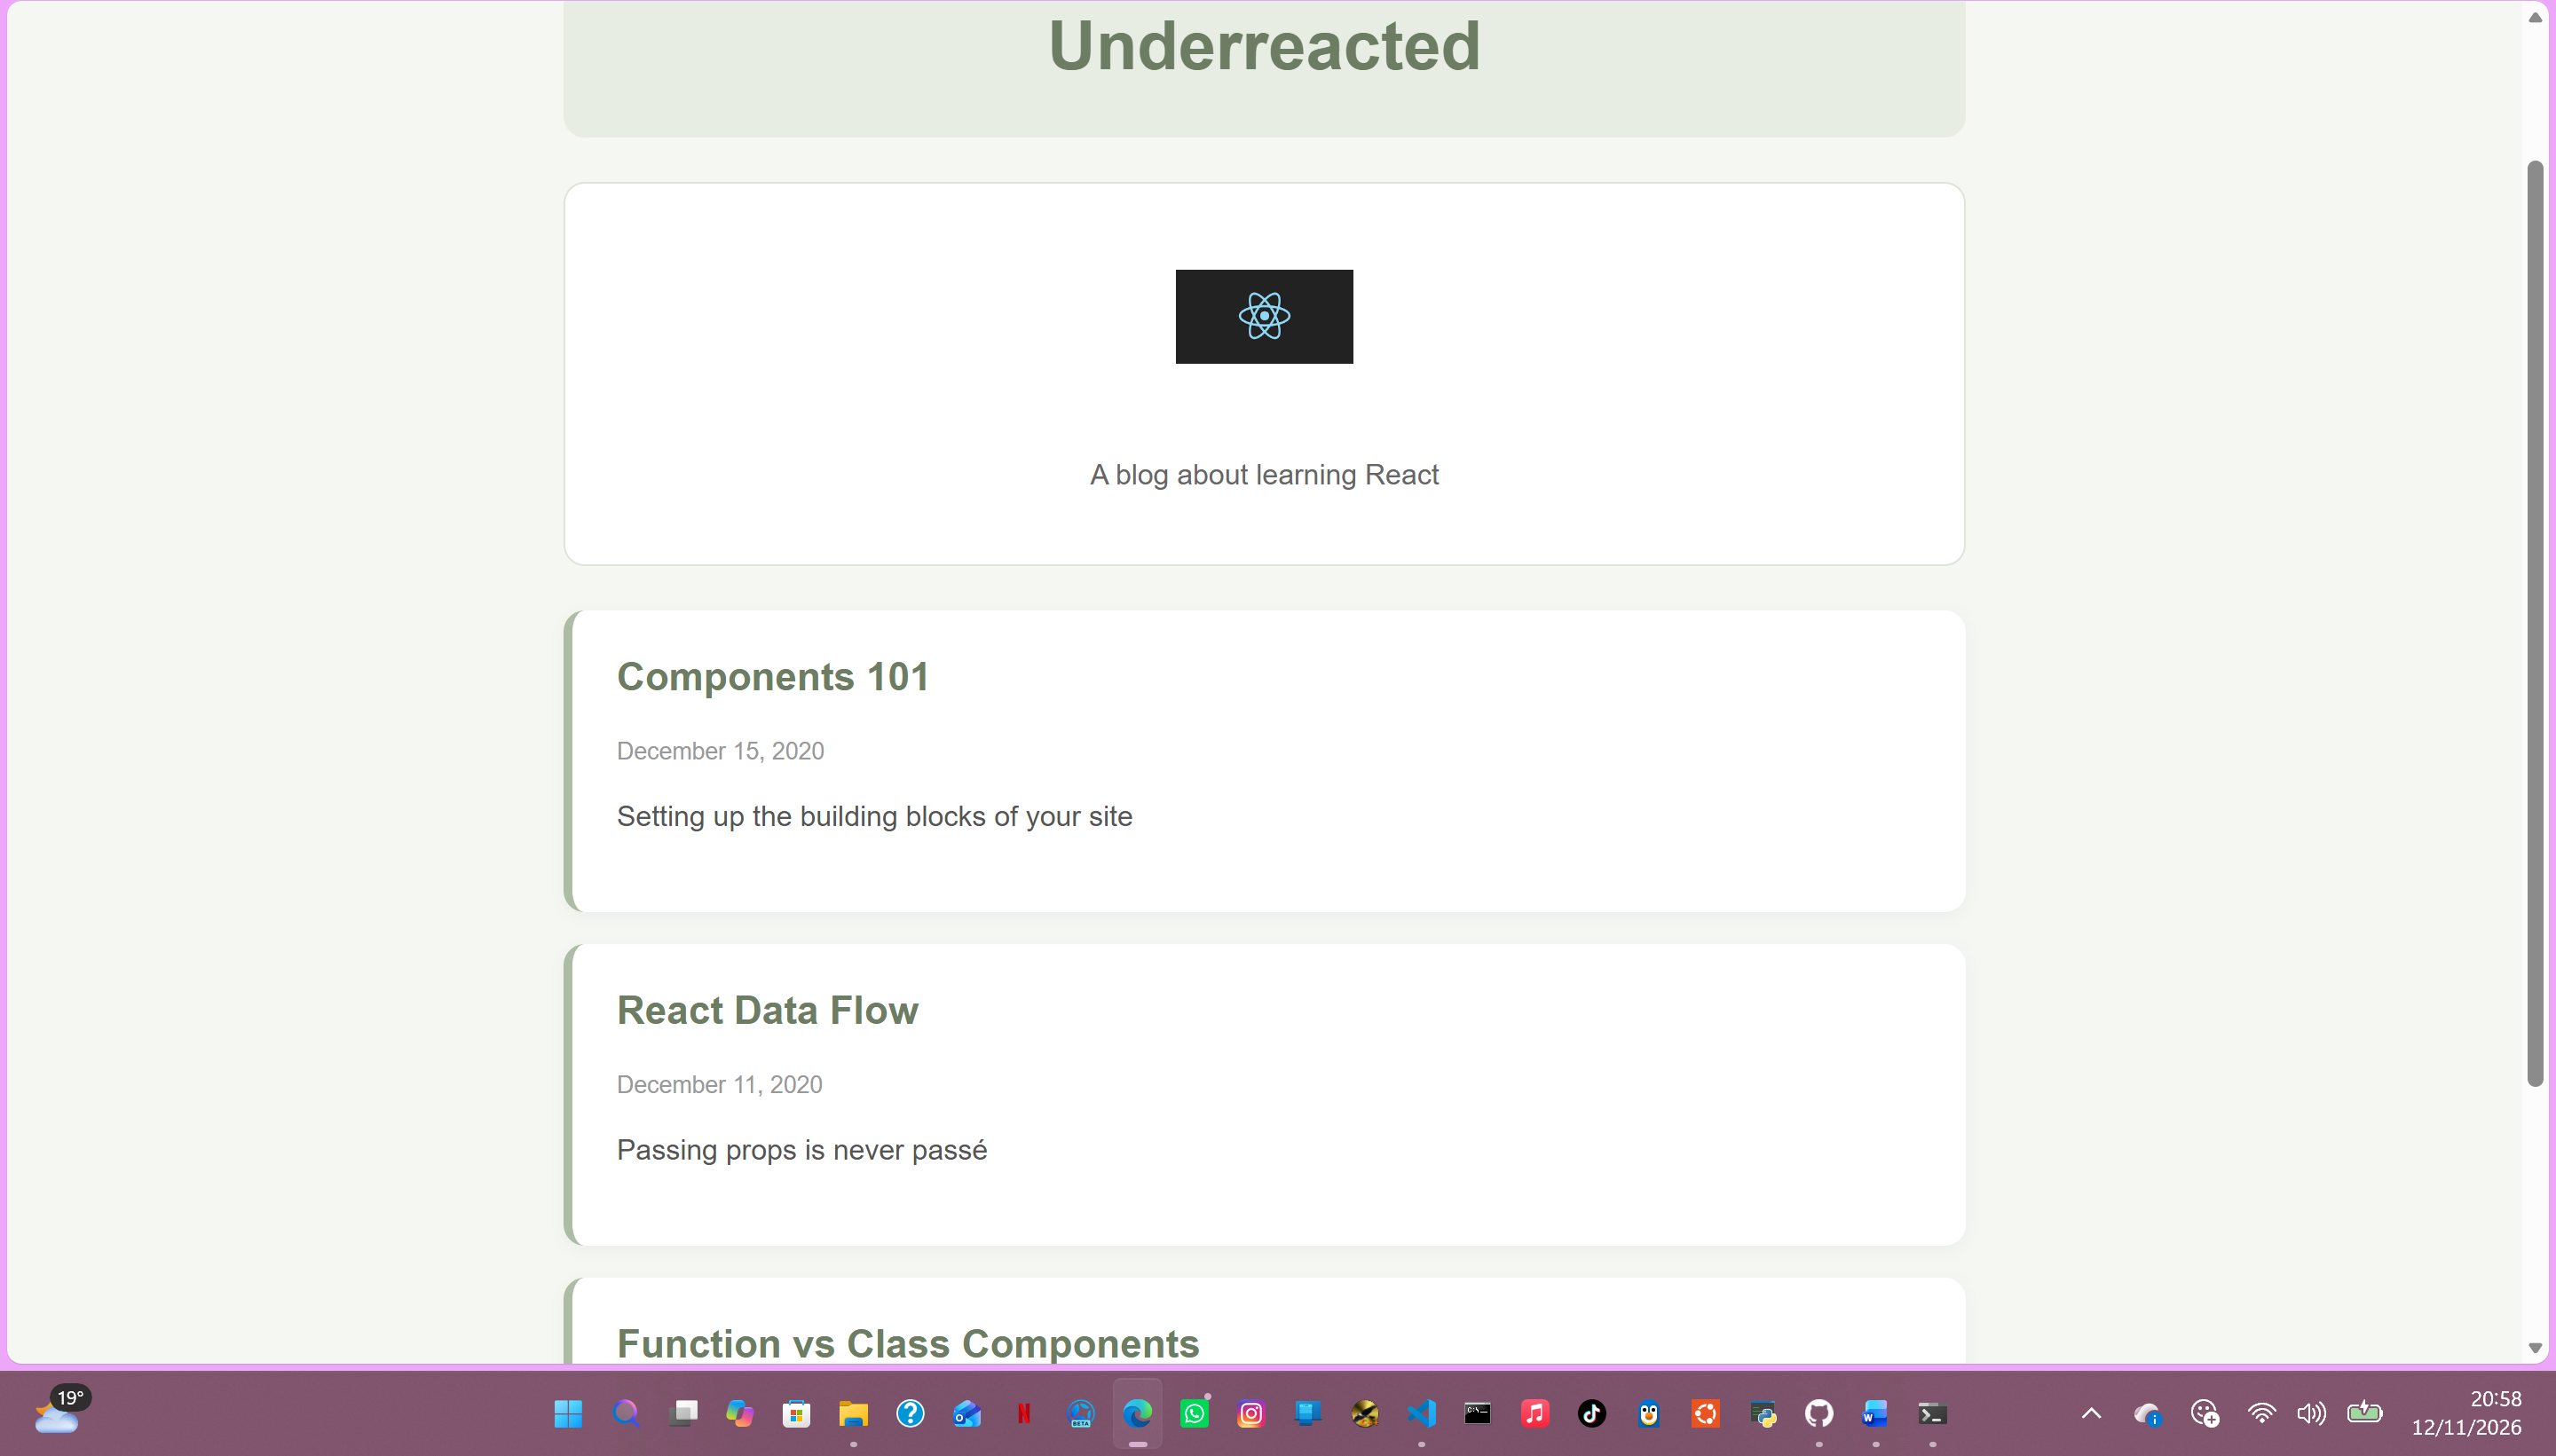 Underreacted
A blog about learning React
Components 101
December 15, 2020
Setting up the building blocks of your site
React Data Flow
December 11, 2020
Passing props is never passé
Function vs Class Components
19°
BETA
20:58
12/11/2026